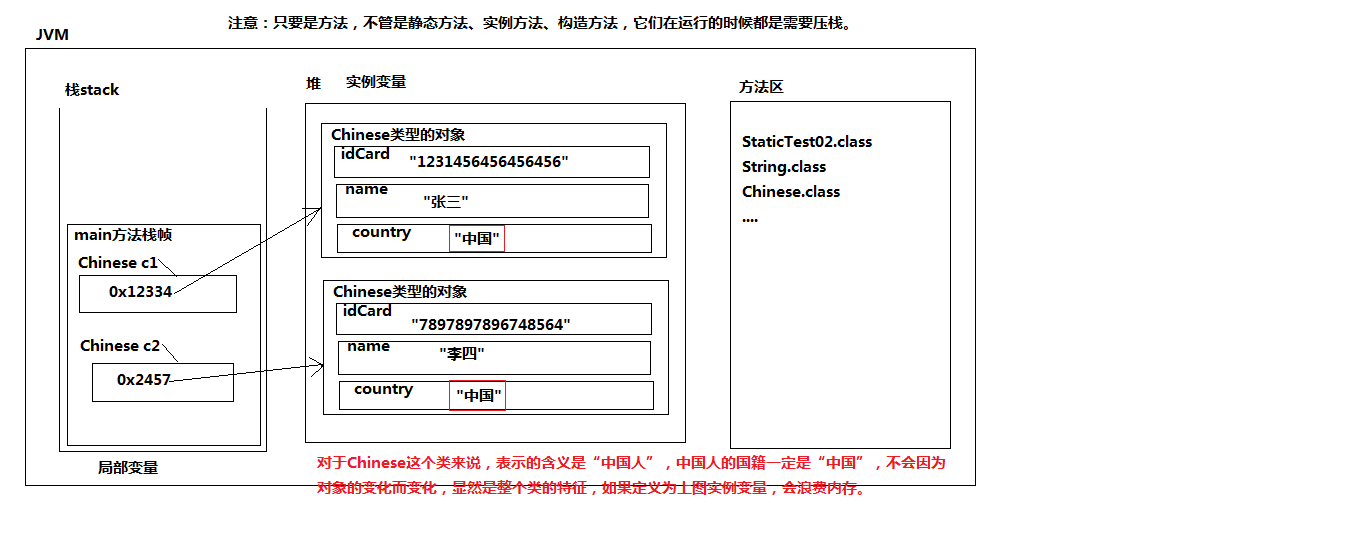 注意：只要是方法，不管是静态方法、实例方法、构造方法，它们在运行的时候都是需要压栈。
JVM
栈stack
main方法栈帧
Chinese c1
0x12334
Chinese c2
0x2457
局部变量
堆 实例变量
Chinese类型的对象
idCard "1231456456456456"
name "张三"
country "中国"
Chinese类型的对象
idCard "7897897896748564"
name "李四"
country "中国"
方法区
StaticTest02.class
String.class
Chinese.class
....
对于Chinese这个类来说，表示的含义是“中国人”，中国人的国籍一定是“中国”，不会因为
对象的变化而变化，显然是整个类的特征，如果定义为上图实例变量，会浪费内存。